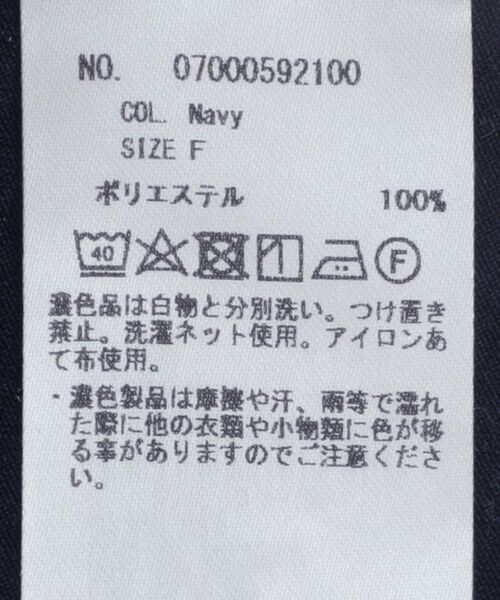 NO. 07000592100
COL. Navy
SIZE F
ポリエステル 100%
40 F
濃色品は白物と分別洗い。つけ置き
禁止。洗濯ネット使用。アイロンあ
て布使用。
- 濃色製品は摩擦や汗、雨等で濡れ
た際に他の衣類や小物類に色が移
る事がありますのでご注意くださ
い。